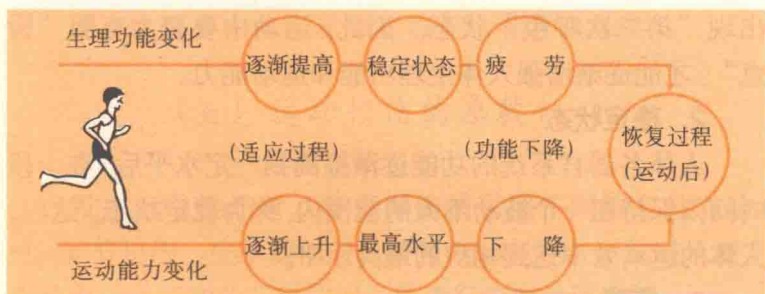 生理功能变化
逐渐提高
稳定状态
疲 劳
(适应过程)
(功能下降)
恢复过程
(运动后)
逐渐上升
最高水平
下 降
运动能力变化